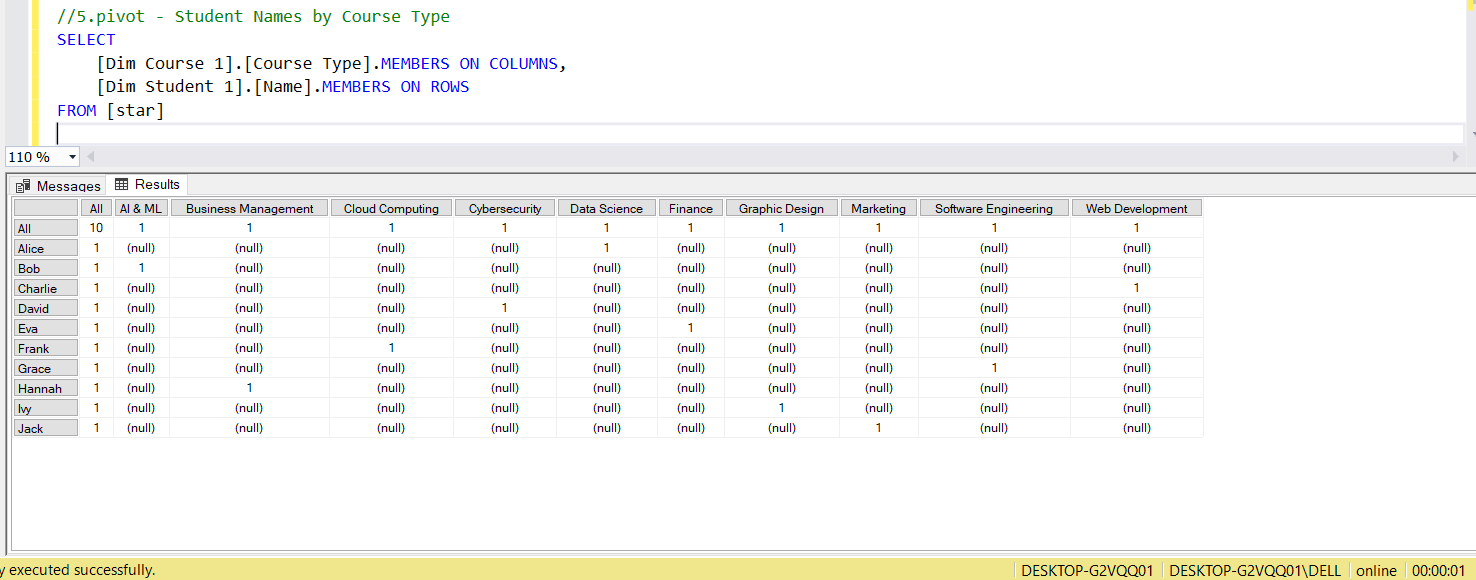 //5.pivot - Student Names by Course Type
SELECT
[Dim Course 1].[Course Type].MEMBERS ON COLUMNS,
[Dim Student 1].[Name].MEMBERS ON ROWS
FROM [star]
110 %
Messages Results
All AI & ML Business Management Cloud Computing Cybersecurity Data Science Finance Graphic Design Marketing Software Engineering Web Development
All 10 1 1 1 1 1 1 1 1 1 1
Alice 1 (null) (null) (null) (null) 1 (null) (null) (null) (null) (null)
Bob 1 1 (null) (null) (null) (null) (null) (null) (null) (null) (null)
Charlie 1 (null) (null) (null) (null) (null) (null) (null) (null) (null) 1
David 1 (null) (null) (null) 1 (null) (null) (null) (null) (null) (null)
Eva 1 (null) (null) (null) (null) (null) 1 (null) (null) (null) (null)
Frank 1 (null) (null) 1 (null) (null) (null) (null) (null) (null) (null)
Grace 1 (null) (null) (null) (null) (null) (null) (null) (null) 1 (null)
Hannah 1 (null) 1 (null) (null) (null) (null) (null) (null) (null) (null)
Ivy 1 (null) (null) (null) (null) (null) (null) 1 (null) (null) (null)
Jack 1 (null) (null) (null) (null) (null) (null) (null) 1 (null) (null)
y executed successfully. DESKTOP-G2VQQ01 DESKTOP-G2VQQ01\DELL online 00:00:01